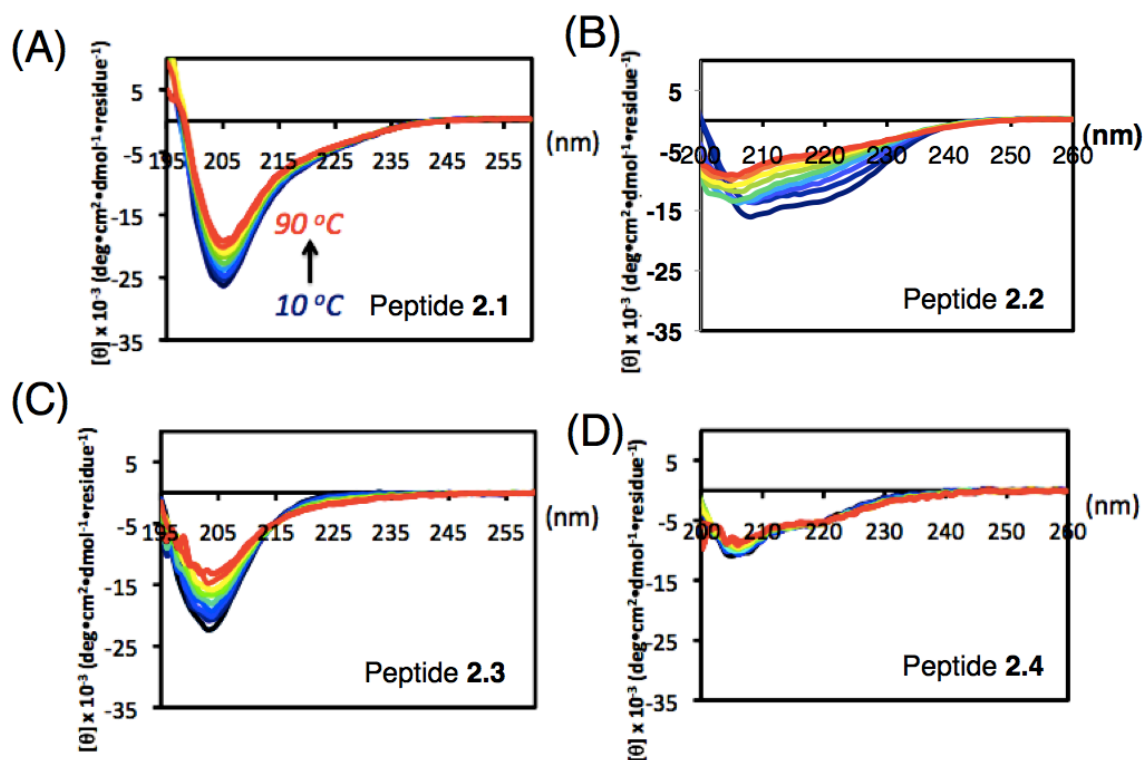 (A)
[θ] x 10⁻³ (deg•cm²•dmol⁻¹•residue⁻¹)
5
-5
-15
-25
-35
195 205 215 225 235 245 255
(nm)
90 °C
10 °C
Peptide 2.1
(B)
[θ] x 10⁻³ (deg•cm²•dmol⁻¹•residue⁻¹)
5
-5
-15
-25
-35
200 210 220 230 240 250 260
(nm)
Peptide 2.2
(C)
[θ] x 10⁻³ (deg•cm²•dmol⁻¹•residue⁻¹)
5
-5
-15
-25
-35
195 205 215 225 235 245 255
(nm)
Peptide 2.3
(D)
[θ] x 10⁻³ (deg•cm²•dmol⁻¹•residue⁻¹)
5
-5
-15
-25
-35
200 210 220 230 240 250 260
(nm)
Peptide 2.4